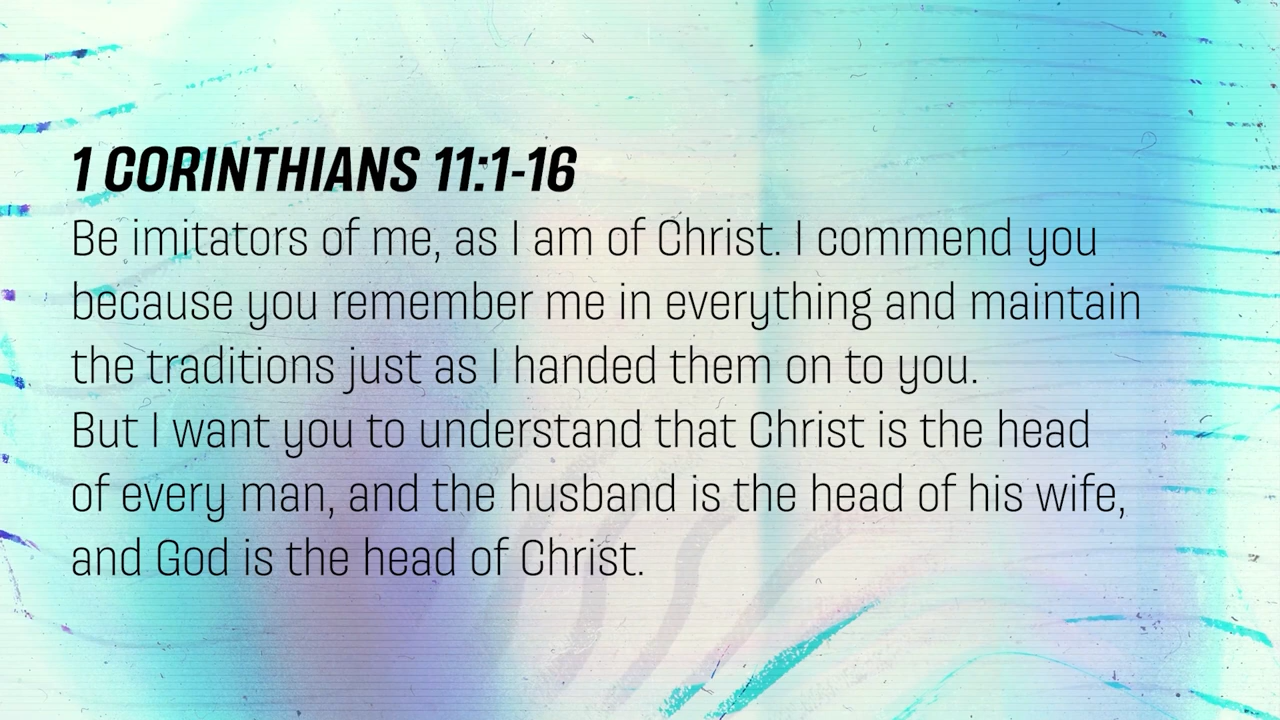 1 CORINTHIANS 11:1-16
Be imitators of me, as I am of Christ. I commend you
because you remember me in everything and maintain
the traditions just as I handed them on to you.
But I want you to understand that Christ is the head
of every man, and the husband is the head of his wife,
and God is the head of Christ.